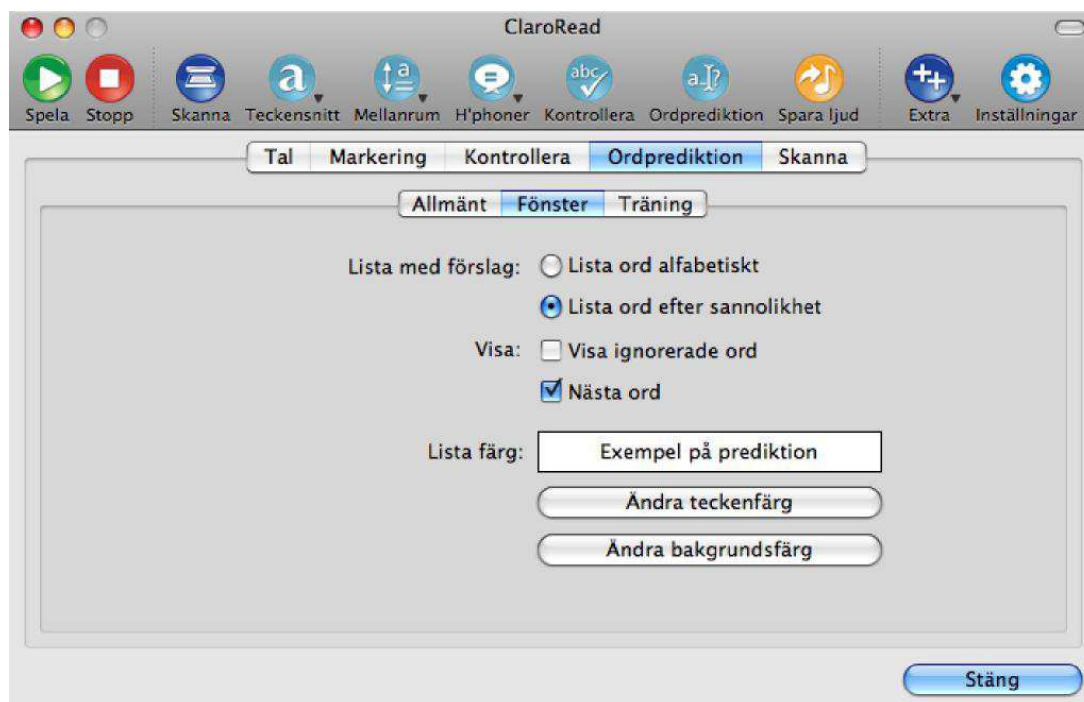 ClaroRead
a a abc a ? ++
Spela Stopp Skanna Teckensnitt Mellanrum H'phoner Kontrollera Ordprediktion Spara ljud Extra Inställningar
Tal Markering Kontrollera Ordprediktion Skanna
Allmänt Fönster Träning
Lista med förslag: Lista ord alfabetiskt
Lista ord efter sannolikhet
Visa: Visa ignorerade ord
Nästa ord
Lista färg: Exempel på prediktion
Ändra teckenfärg
Ändra bakgrundsfärg
Stäng